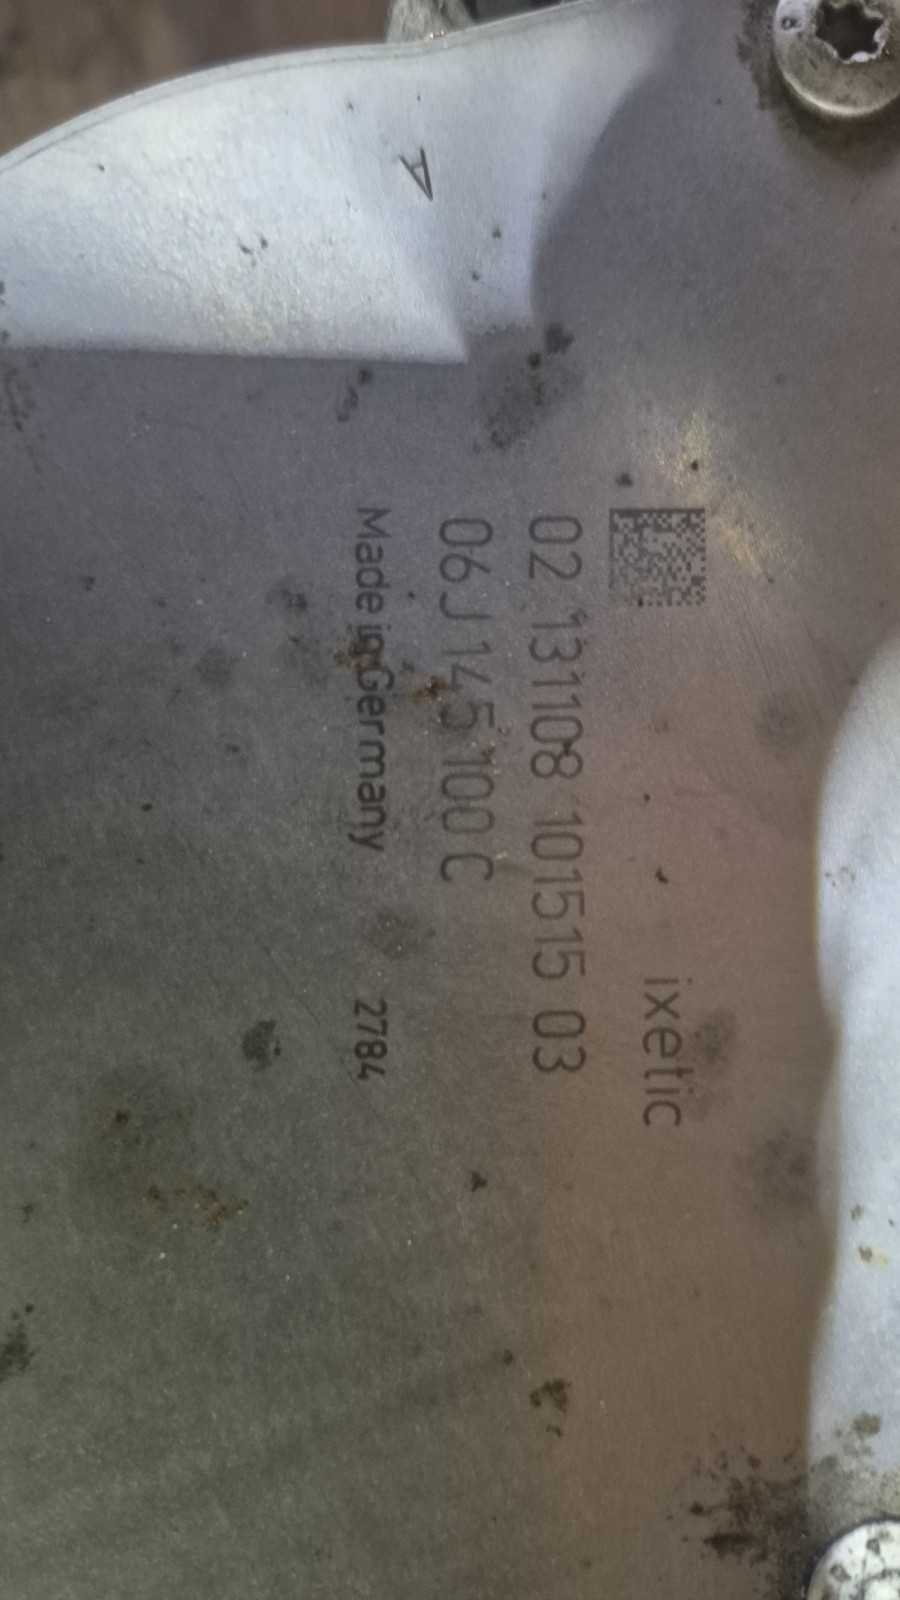 A
ixetic
02 131108 101515 03
06J 145 100 C
Made in Germany 2784